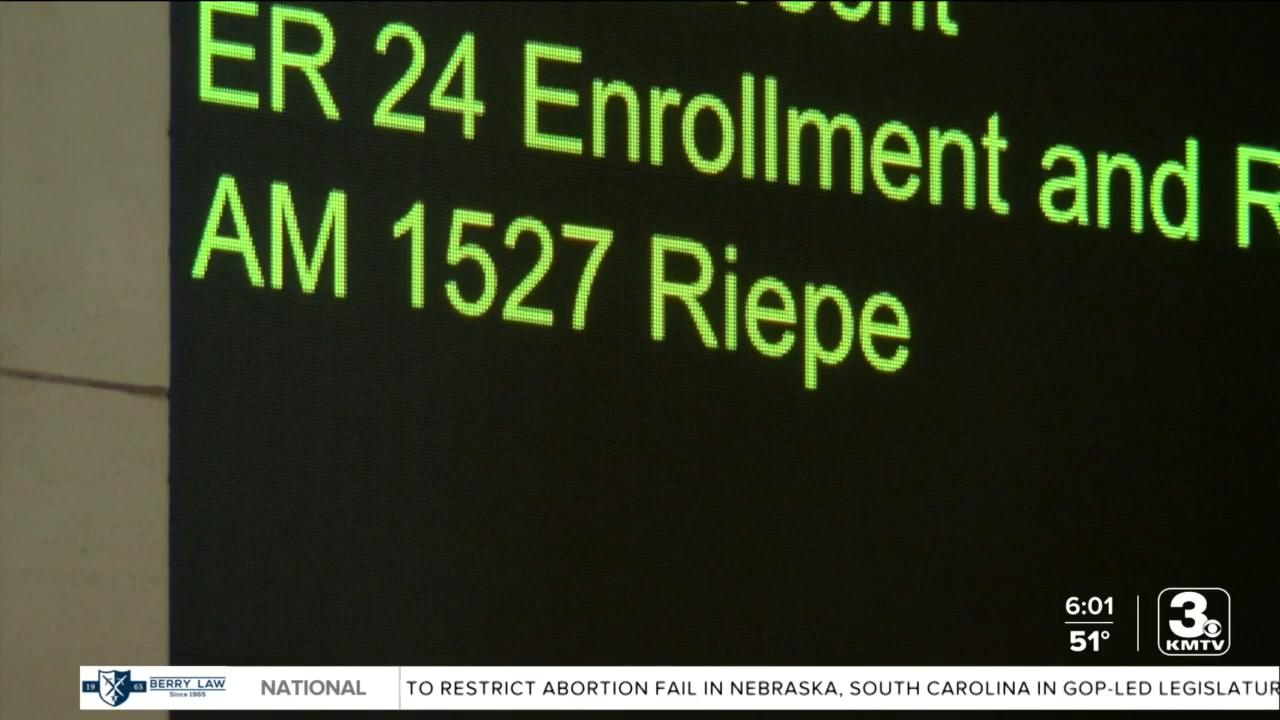 ER 24 Enrollment and R
AM 1527 Riepe
6:01
51°
3
KMTV
19 65
BERRY LAW
Since 1965
NATIONAL
TO RESTRICT ABORTION FAIL IN NEBRASKA, SOUTH CAROLINA IN GOP-LED LEGISLATUR